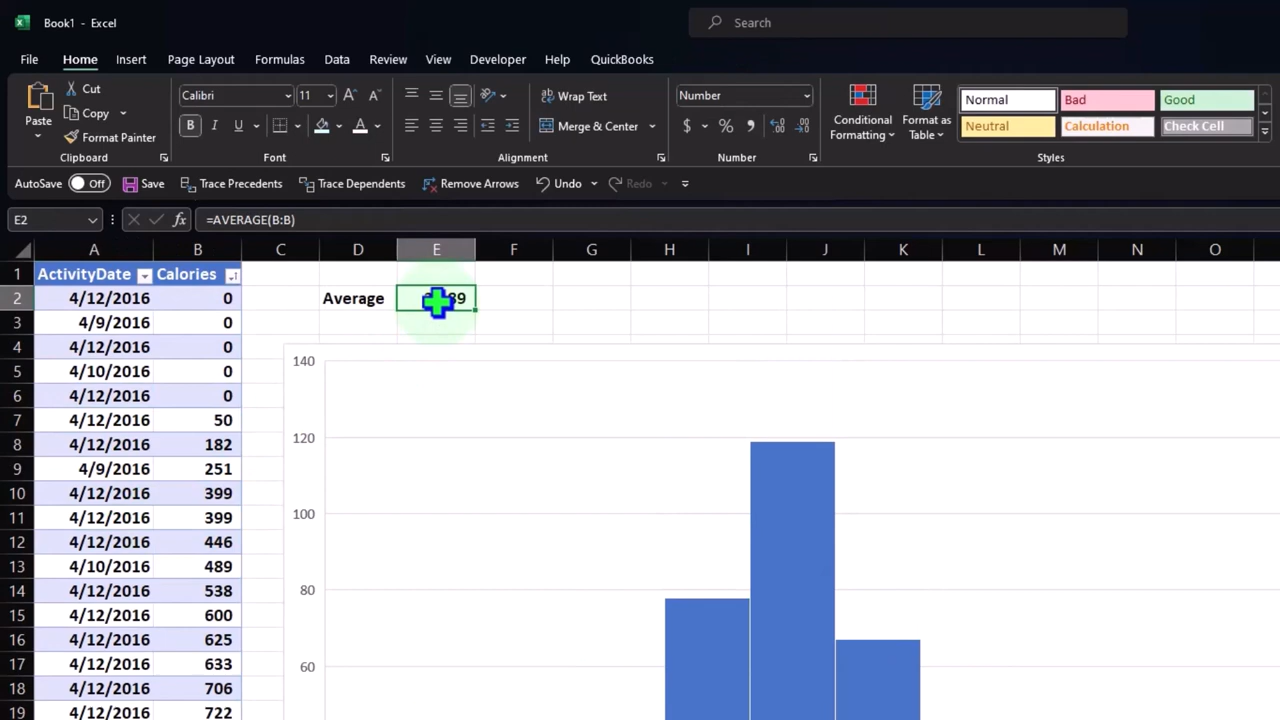 Book1 - Excel
Search
File Home Insert Page Layout Formulas Data Review View Developer Help QuickBooks
Paste
Cut
Copy
Format Painter
Clipboard
Calibri 11
B I U
Font
Wrap Text
Merge & Center
Alignment
Number
$ % ,
Number
Conditional Formatting
Format as Table
Normal Bad Good
Neutral Calculation Check Cell
Styles
AutoSave Off Save Trace Precedents Trace Dependents Remove Arrows Undo Redo
E2 fx =AVERAGE(B:B)
A B C D E F G H I J K L M N O
1 ActivityDate Calories
2 4/12/2016 0 Average
3 4/9/2016 0
4 4/12/2016 0
5 4/10/2016 0
6 4/12/2016 0
7 4/12/2016 50
8 4/12/2016 182
9 4/9/2016 251
10 4/12/2016 399
11 4/12/2016 399
12 4/12/2016 446
13 4/10/2016 489
14 4/12/2016 538
15 4/12/2016 600
16 4/12/2016 625
17 4/12/2016 633
18 4/12/2016 706
19 4/12/2016 722
140
120
100
80
60